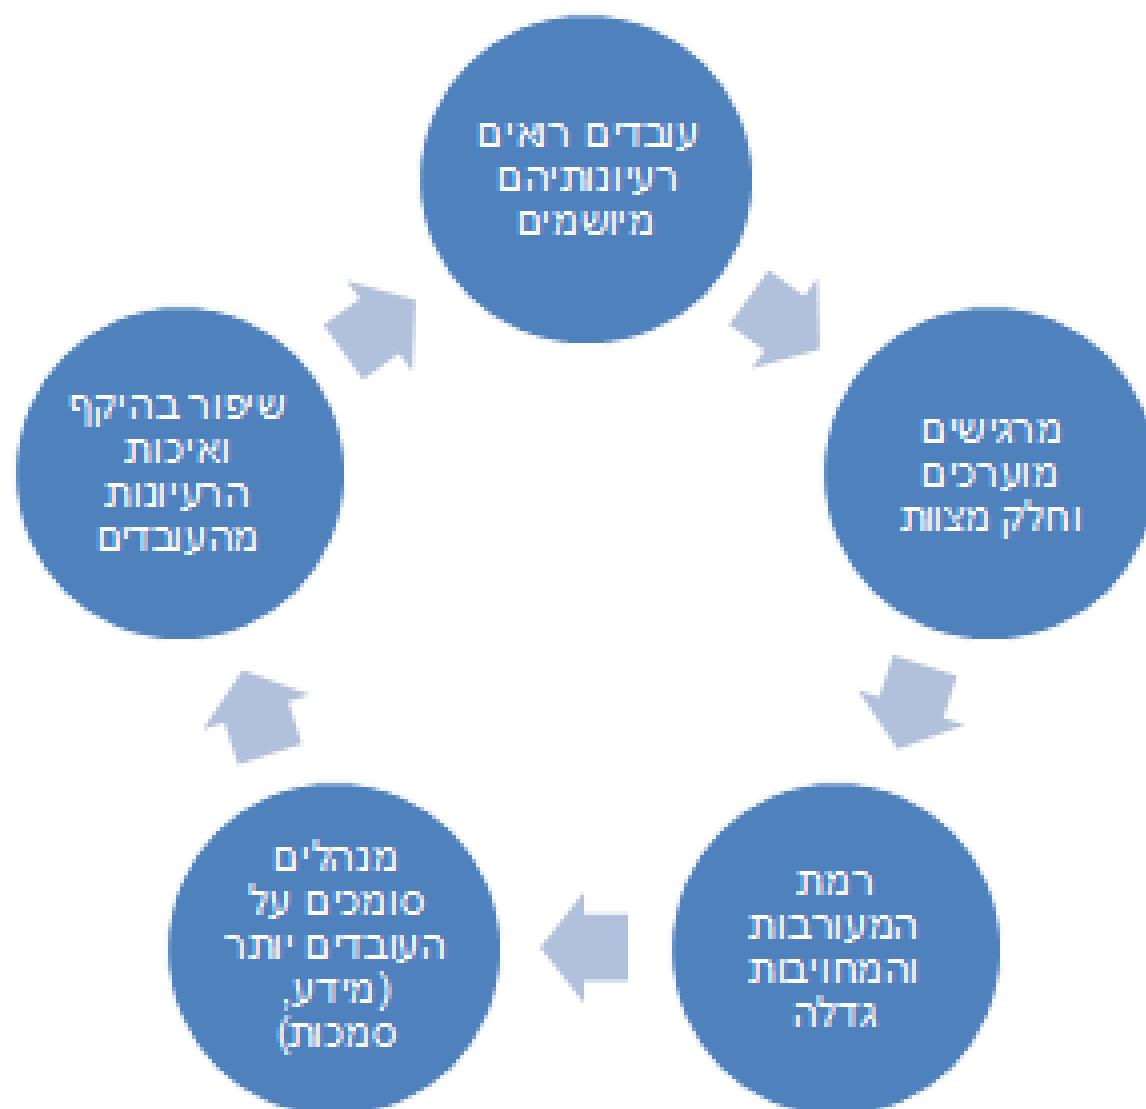 עובדים רואים
רעיונותיהם
מיושמים
מרגישים
מוערכים
וחלק מצוות
רמת
המעורבות
והמחויבות
גדלה
מנהלים
סומכים על
העובדים יותר
(מידע,
סמכות)
שיפור בהיקף
ואיכות
הרעיונות
מהעובדים